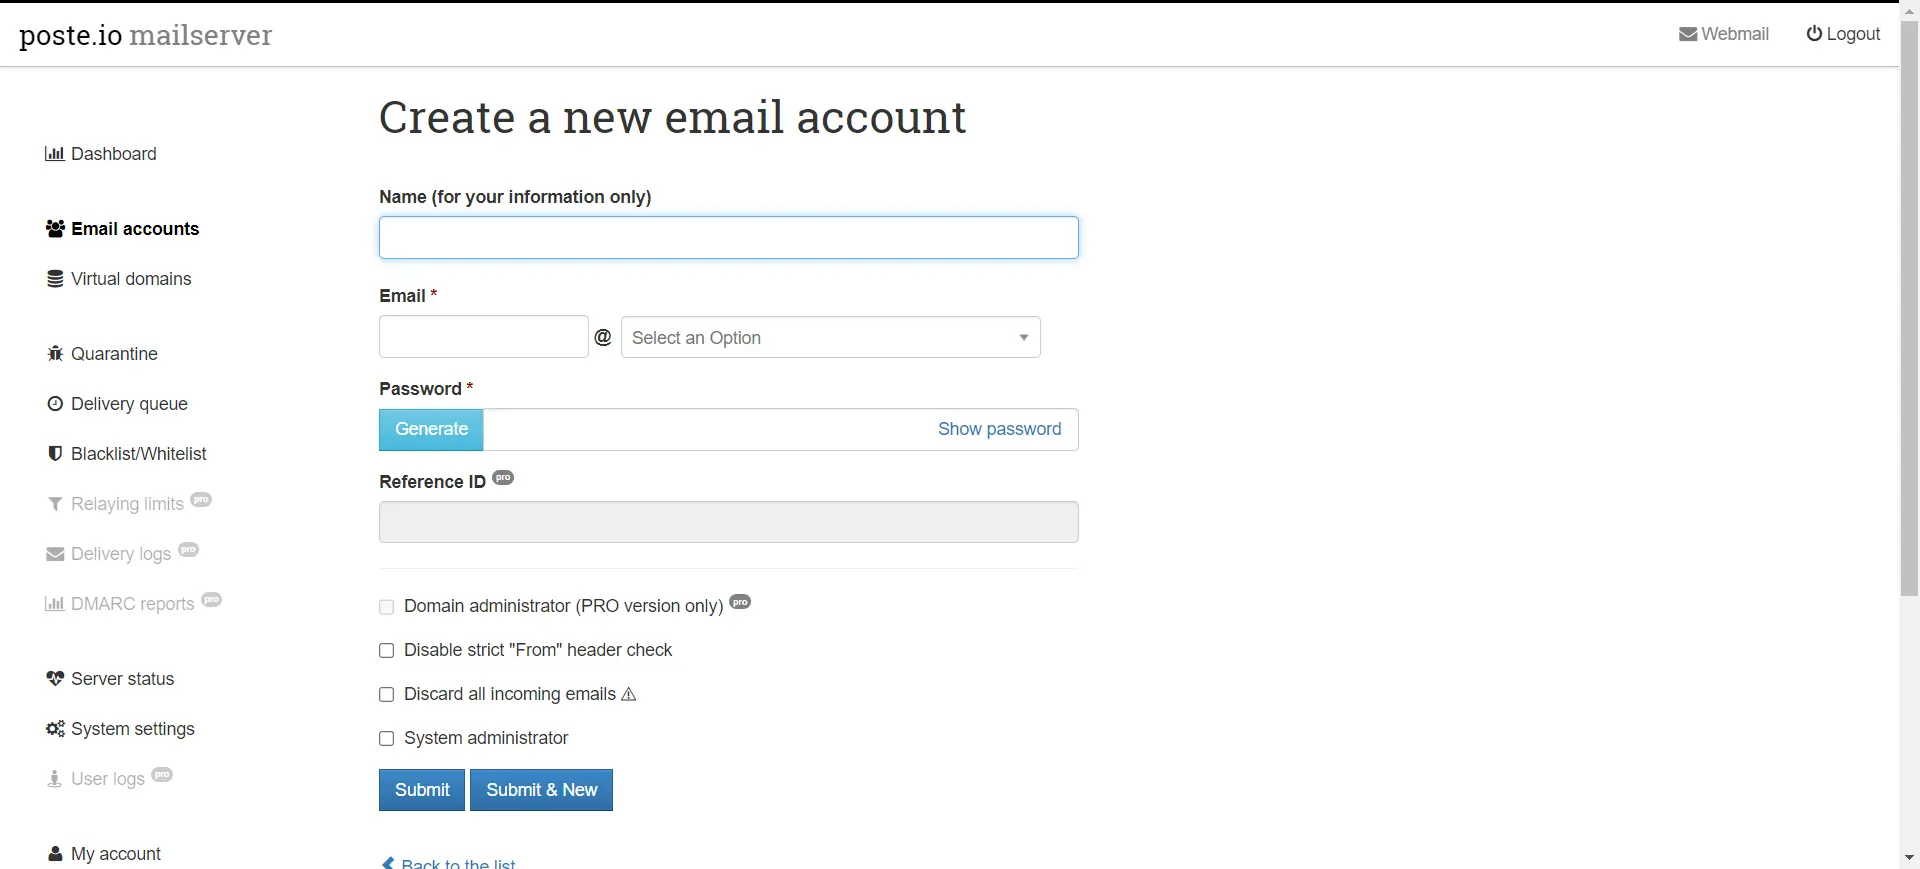 poste.io mailserver
Webmail
Logout
Dashboard
Email accounts
Virtual domains
Quarantine
Delivery queue
Blacklist/Whitelist
Relaying limits pro
Delivery logs pro
DMARC reports pro
Server status
System settings
User logs pro
My account
Create a new email account
Name (for your information only)
Email *
@ Select an Option
Password *
Generate Show password
Reference ID pro
Domain administrator (PRO version only) pro
Disable strict "From" header check
Discard all incoming emails
System administrator
Submit Submit & New
Back to the list